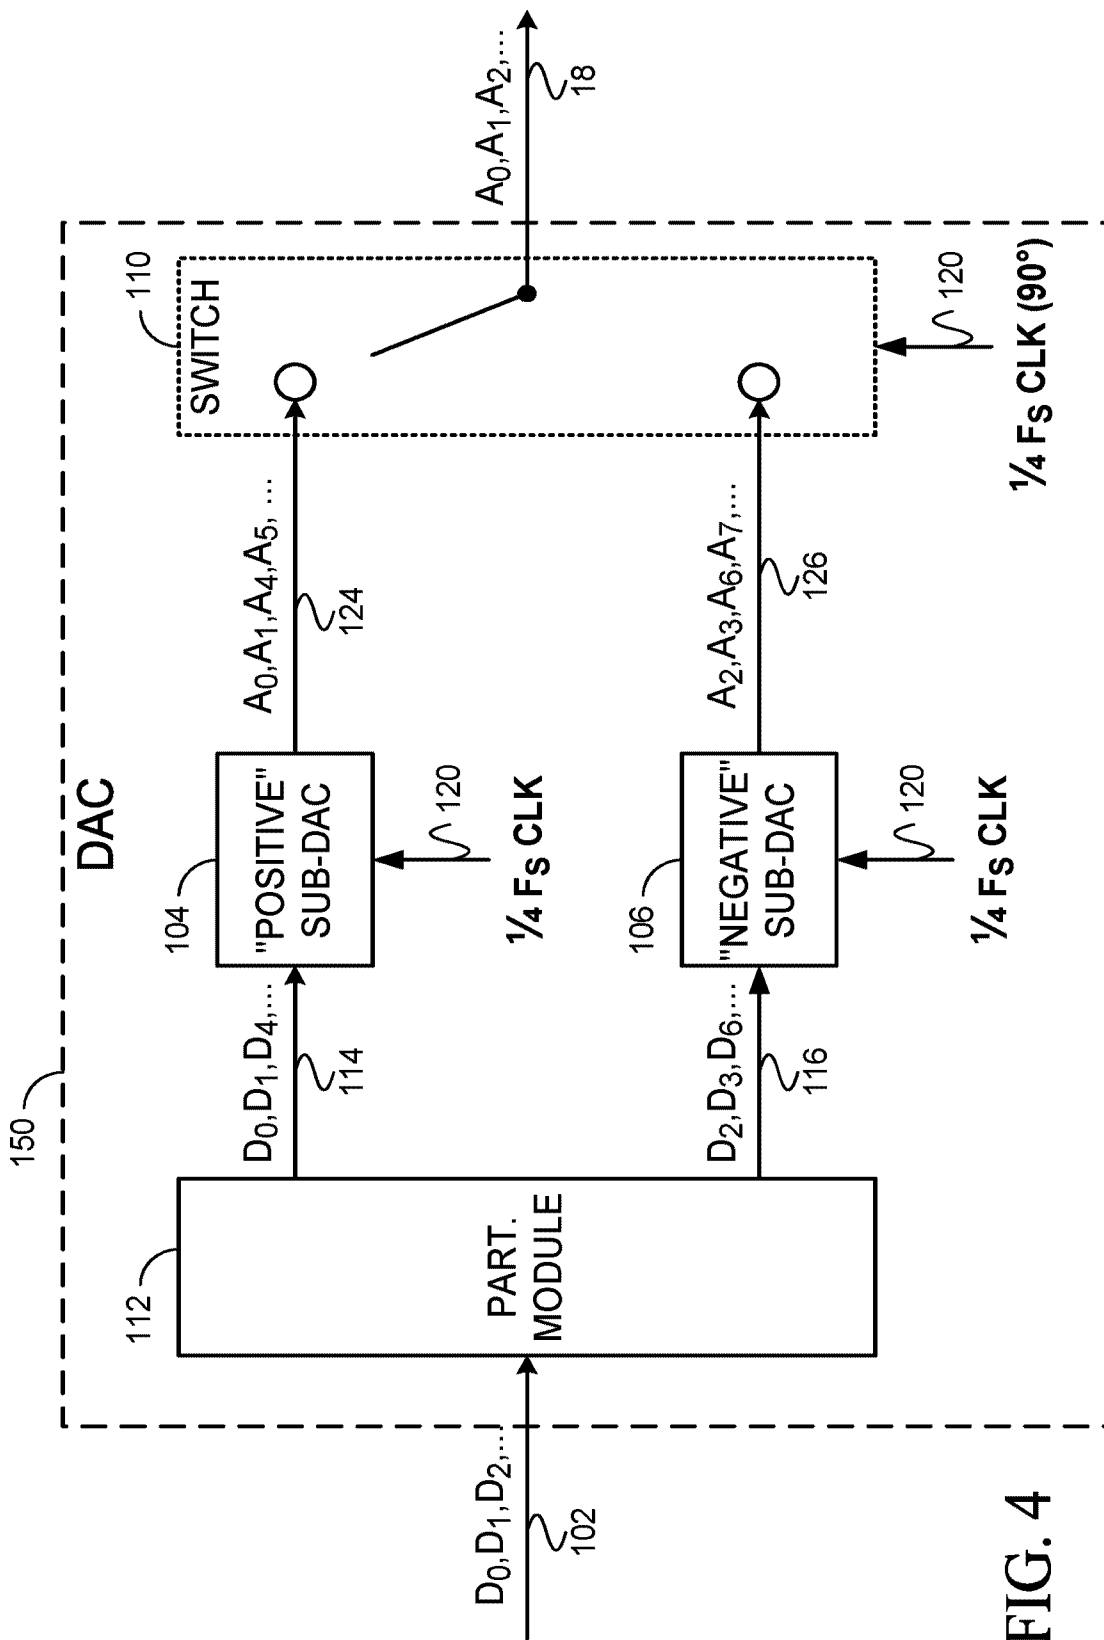 150
DAC
D0,D1,D2,...
102
112
PART.
MODULE
D0,D1,D4,...
114
104
"POSITIVE"
SUB-DAC
120
¼ FS CLK
A0,A1,A4,A5, ...
124
D2,D3,D6,...
116
106
"NEGATIVE"
SUB-DAC
120
¼ FS CLK
A2,A3,A6,A7,...
126
110
SWITCH
120
¼ FS CLK (90°)
A0,A1,A2,...
18
FIG. 4